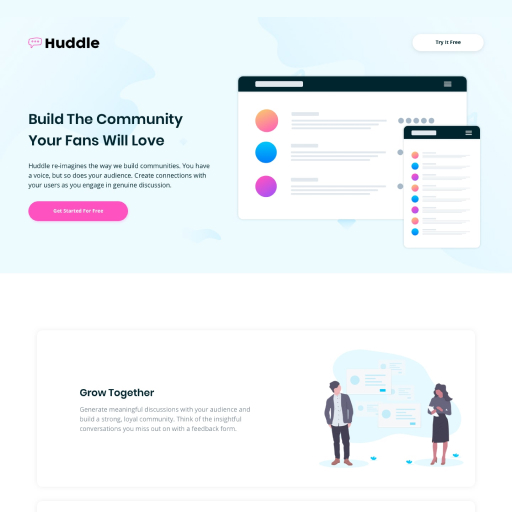 Huddle
Try It Free
Build The Community
Your Fans Will Love
Huddle re-imagines the way we build communities. You have
a voice, but so does your audience. Create connections with
your users as you engage in genuine discussion.
Get Started For Free
Grow Together
Generate meaningful discussions with your audience and
build a strong, loyal community. Think of the insightful
conversations you miss out on with a feedback form.